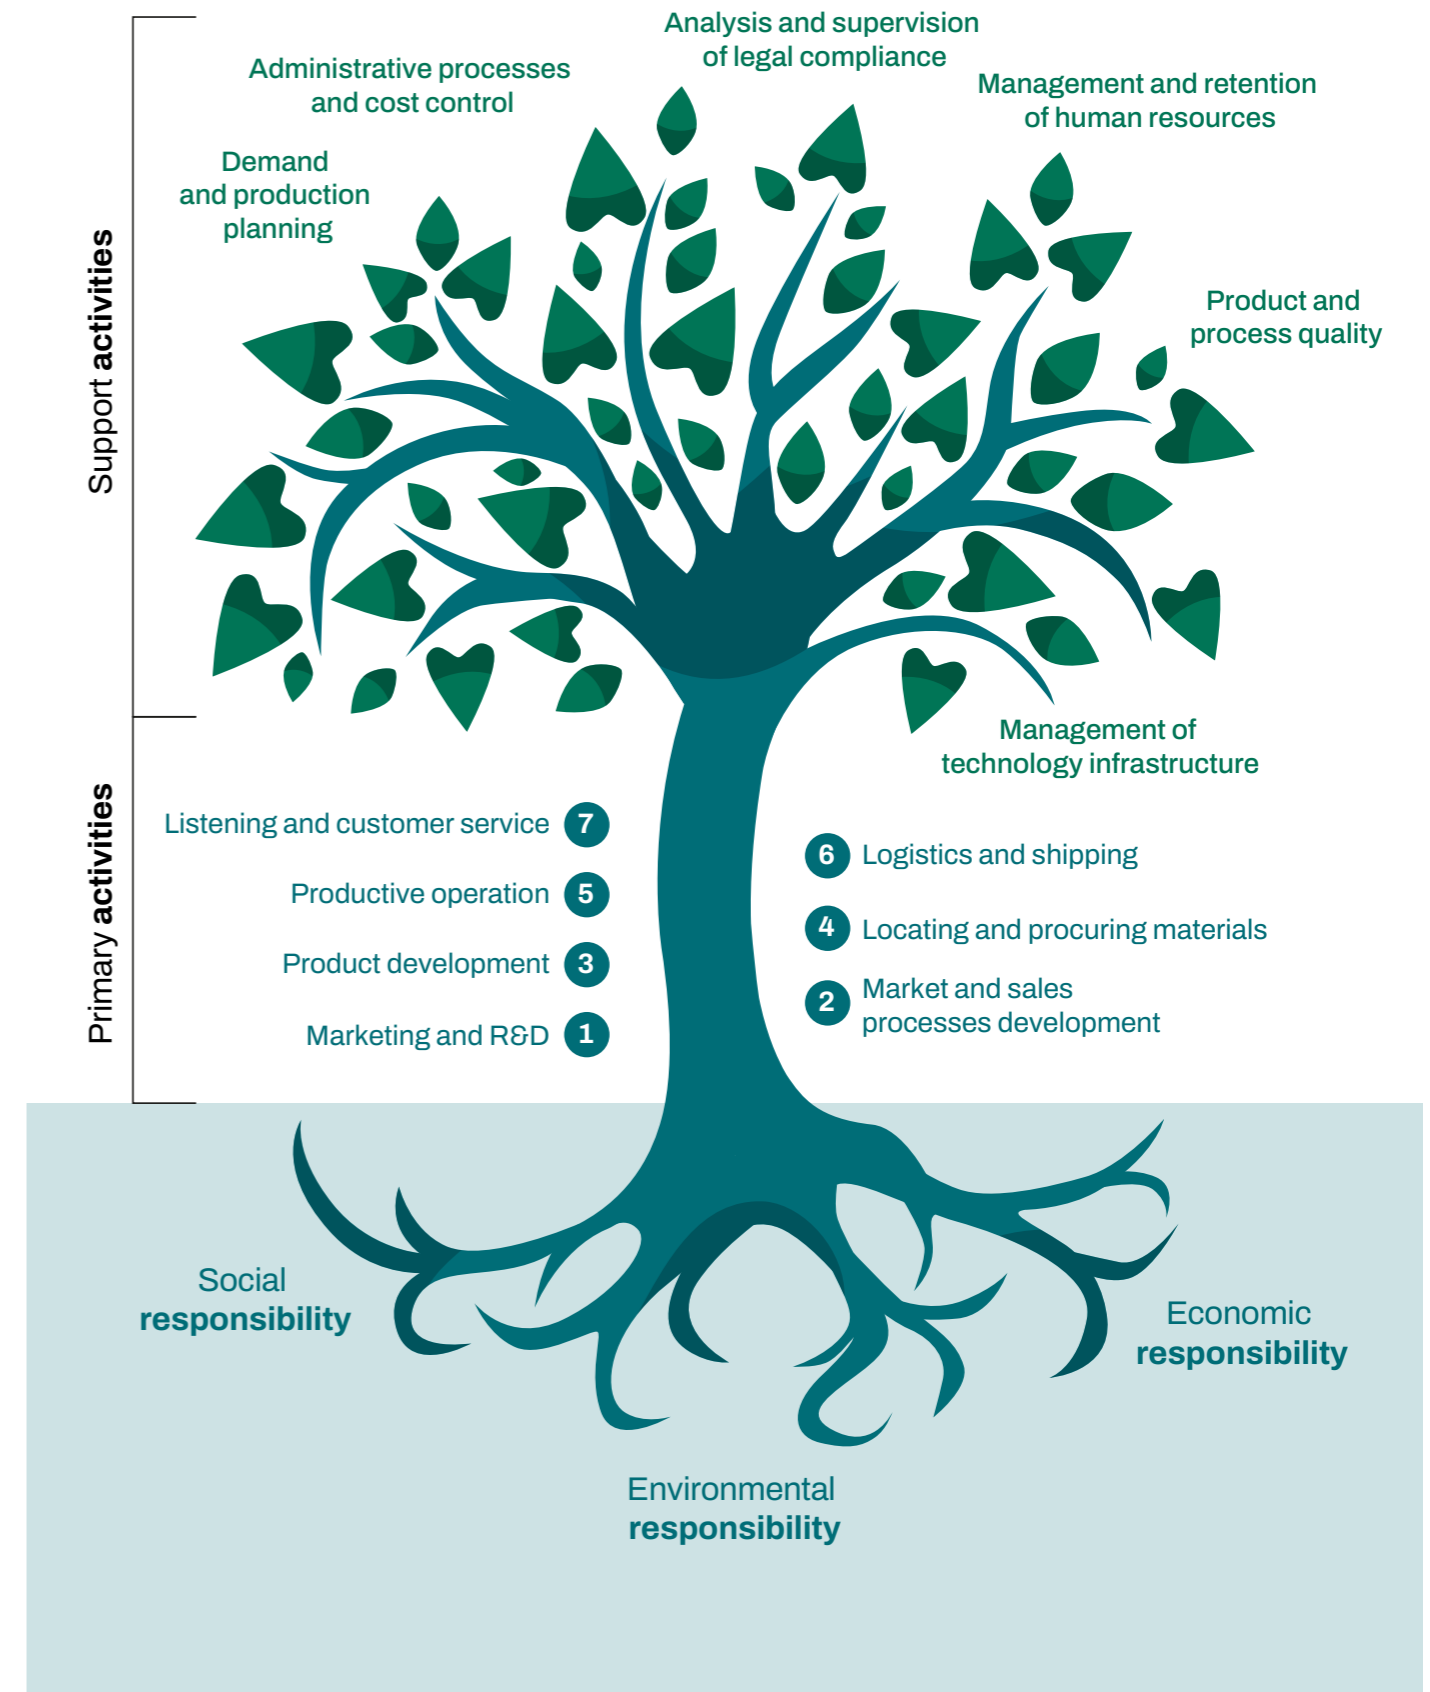 Analysis and supervision
of legal compliance
Administrative processes
and cost control
Management and retention
of human resources
Demand
and production
planning
Product and
process quality
Support activities
Management of
technology infrastructure
Primary activities
Listening and customer service 7
6 Logistics and shipping
Productive operation 5
4 Locating and procuring materials
Product development 3
2 Market and sales
processes development
Marketing and R&D 1
Social
responsibility
Economic
responsibility
Environmental
responsibility